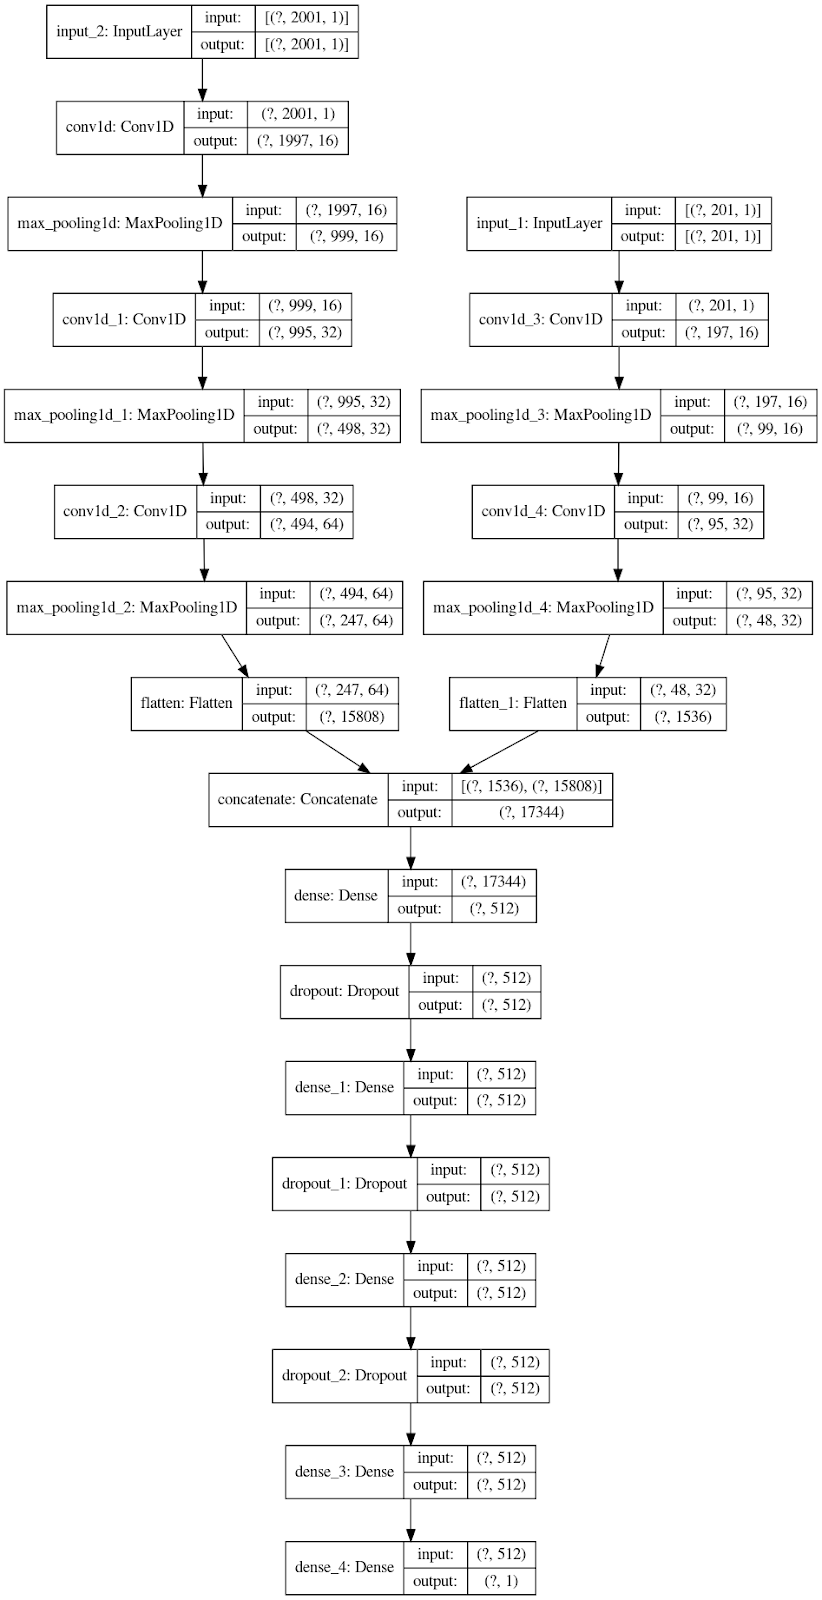 input_2: InputLayer
input: [(?, 2001, 1)]
output: [(?, 2001, 1)]
conv1d: Conv1D
input: (?, 2001, 1)
output: (?, 1997, 16)
max_pooling1d: MaxPooling1D
input: (?, 1997, 16)
output: (?, 999, 16)
input_1: InputLayer
input: [(?, 201, 1)]
output: [(?, 201, 1)]
conv1d_1: Conv1D
input: (?, 999, 16)
output: (?, 995, 32)
conv1d_3: Conv1D
input: (?, 201, 1)
output: (?, 197, 16)
max_pooling1d_1: MaxPooling1D
input: (?, 995, 32)
output: (?, 498, 32)
max_pooling1d_3: MaxPooling1D
input: (?, 197, 16)
output: (?, 99, 16)
conv1d_2: Conv1D
input: (?, 498, 32)
output: (?, 494, 64)
conv1d_4: Conv1D
input: (?, 99, 16)
output: (?, 95, 32)
max_pooling1d_2: MaxPooling1D
input: (?, 494, 64)
output: (?, 247, 64)
max_pooling1d_4: MaxPooling1D
input: (?, 95, 32)
output: (?, 48, 32)
flatten: Flatten
input: (?, 247, 64)
output: (?, 15808)
flatten_1: Flatten
input: (?, 48, 32)
output: (?, 1536)
concatenate: Concatenate
input: [(?, 1536), (?, 15808)]
output: (?, 17344)
dense: Dense
input: (?, 17344)
output: (?, 512)
dropout: Dropout
input: (?, 512)
output: (?, 512)
dense_1: Dense
input: (?, 512)
output: (?, 512)
dropout_1: Dropout
input: (?, 512)
output: (?, 512)
dense_2: Dense
input: (?, 512)
output: (?, 512)
dropout_2: Dropout
input: (?, 512)
output: (?, 512)
dense_3: Dense
input: (?, 512)
output: (?, 512)
dense_4: Dense
input: (?, 512)
output: (?, 1)